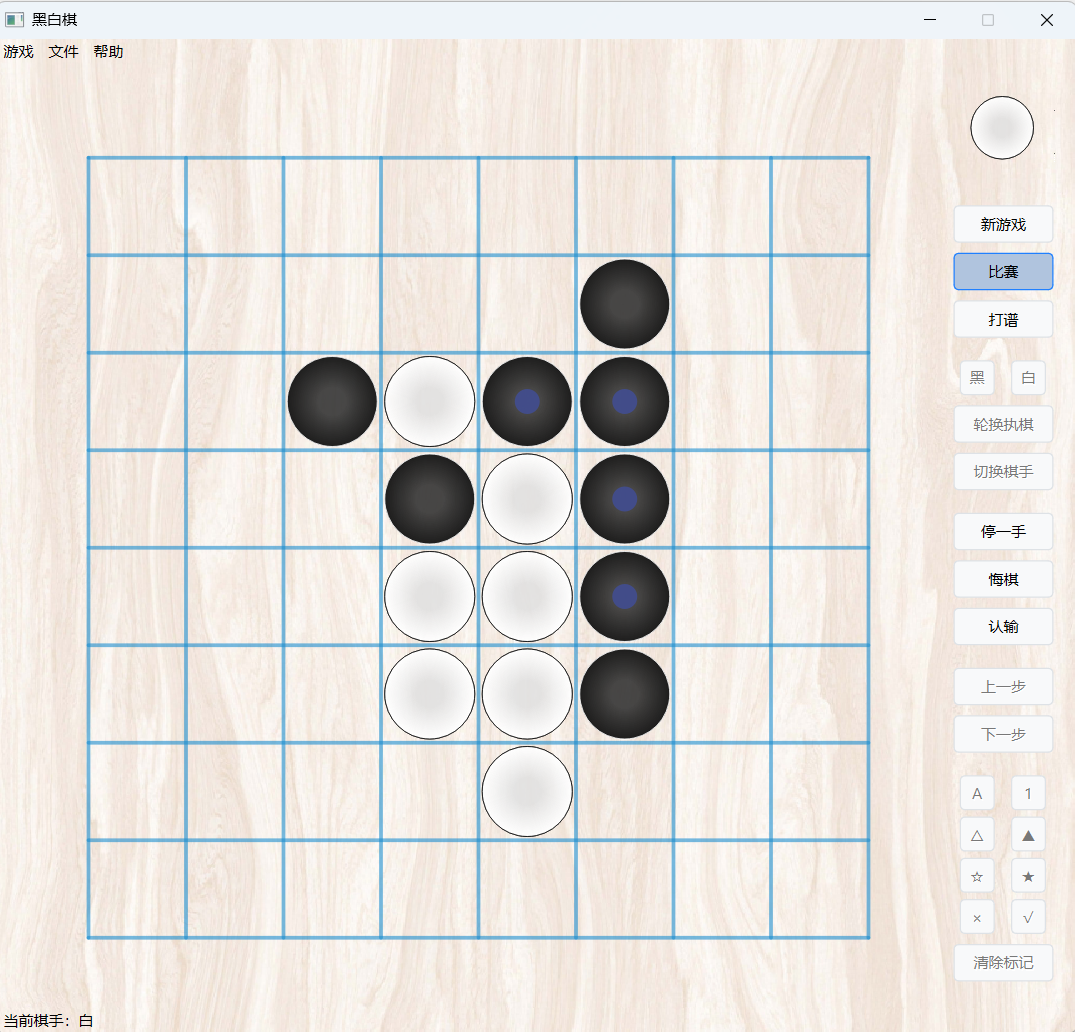 黑白棋
游戏 文件 帮助
新游戏
比赛
打谱
黑 白
轮换执棋
切换棋手
停一手
悔棋
认输
上一步
下一步
A 1
△ ▲
☆ ★
× √
清除标记
当前棋手：白